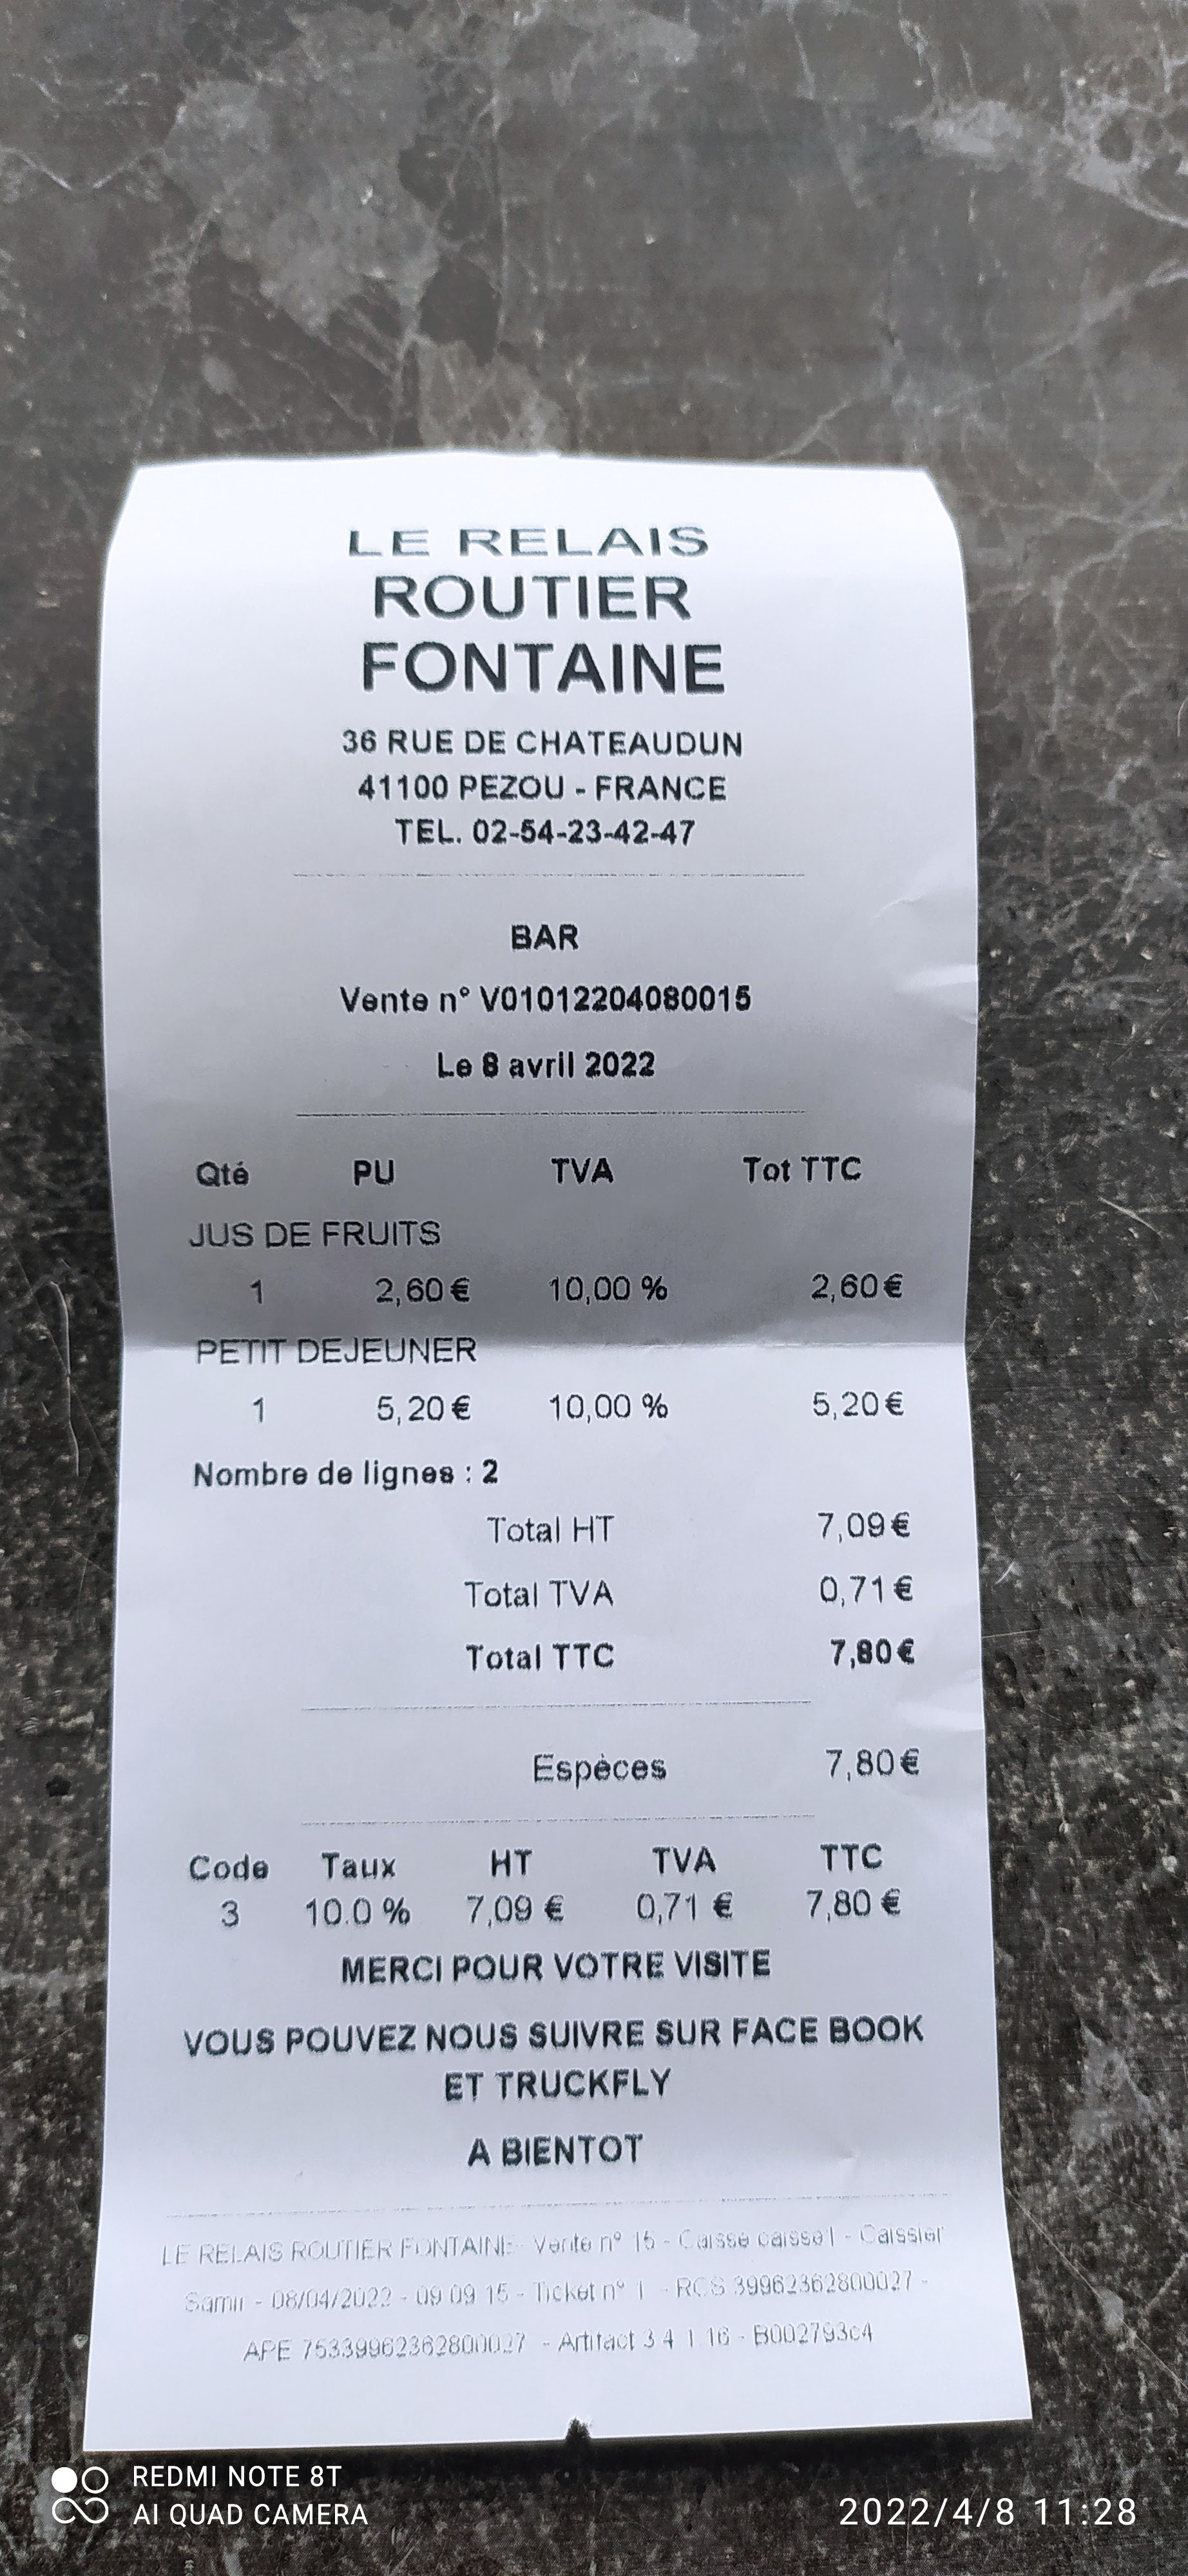 LE RELAIS
ROUTIER
FONTAINE
36 RUE DE CHATEAUDUN
41100 PEZOU - FRANCE
TEL. 02-54-23-42-47
BAR
Vente n° V01012204080015
Le 8 avril 2022
Qté PU TVA Tot TTC
JUS DE FRUITS
1 2,60 € 10,00 % 2,60 €
PETIT DEJEUNER
1 5,20 € 10,00 % 5,20 €
Nombre de lignes : 2
Total HT 7,09 €
Total TVA 0,71 €
Total TTC 7,80 €
Espèces 7,80 €
Code Taux HT TVA TTC
3 10.0 % 7,09 € 0,71 € 7,80 €
MERCI POUR VOTRE VISITE
VOUS POUVEZ NOUS SUIVRE SUR FACE BOOK
ET TRUCKFLY
A BIENTOT
LE RELAIS ROUTIER FONTAINE Vente n° 15 - Caisse caisse1 - Caissier
Samir - 08/04/2022 - 09 09 15 - Ticket n° 1 - RCS 39962362800027 -
APE 75339962362800027 - Artifact 3 4 1 16 - B002793c4
REDMI NOTE 8T
AI QUAD CAMERA
2022/4/8 11:28